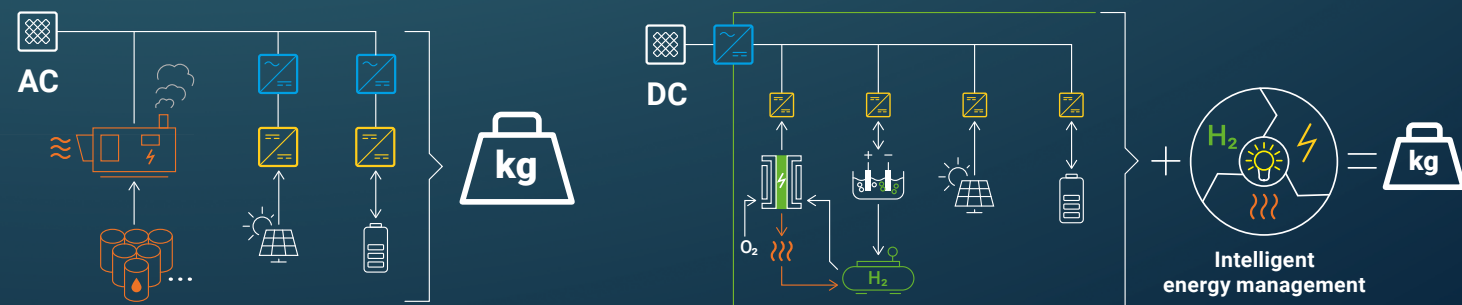 AC
kg
DC
+ −
O₂
H₂
H₂
+
=
kg
Intelligent
energy management